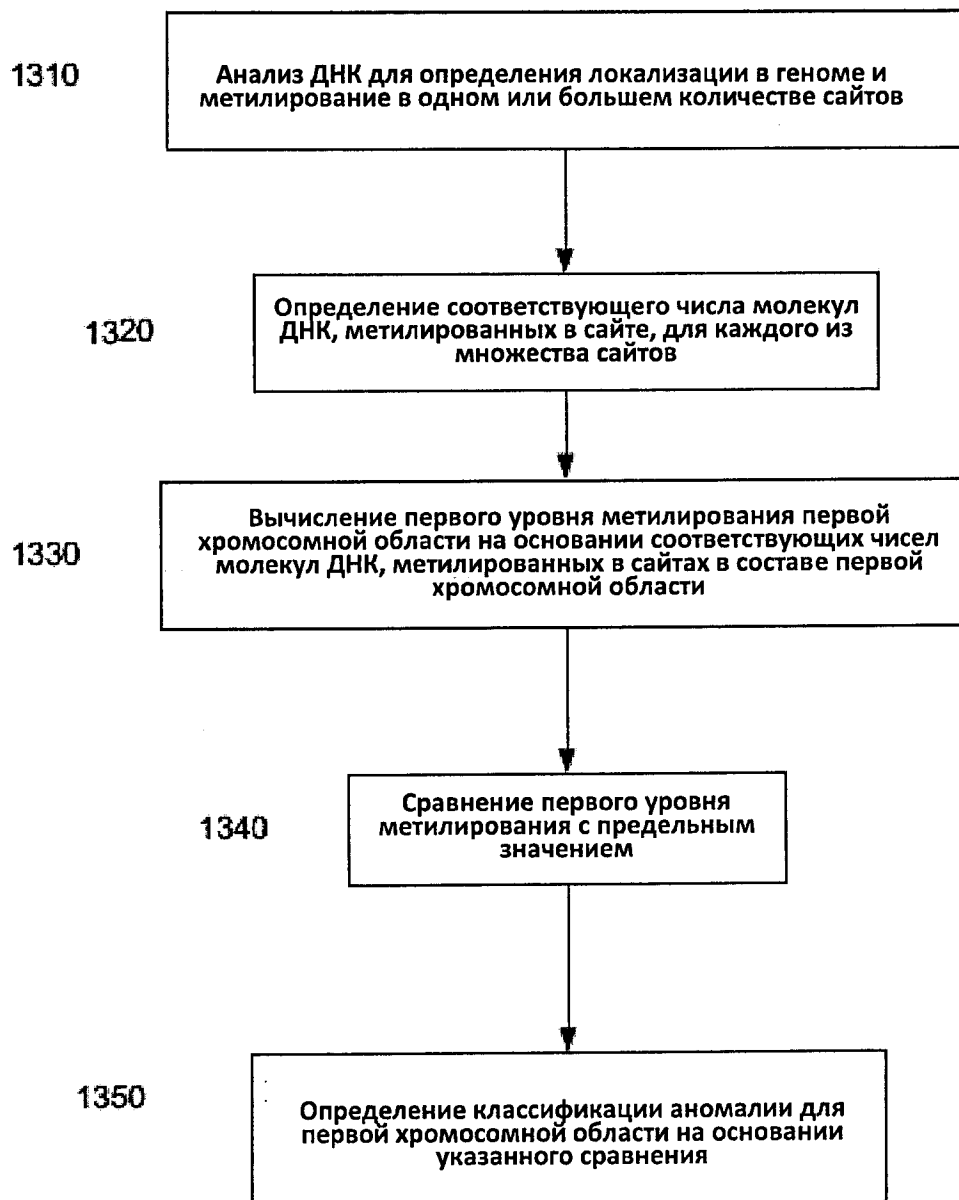 1310
Анализ ДНК для определения локализации в геноме и
метилирование в одном или большем количестве сайтов
1320
Определение соответствующего числа молекул
ДНК, метилированных в сайте, для каждого из
множества сайтов
1330
Вычисление первого уровня метилирования первой
хромосомной области на основании соответствующих чисел
молекул ДНК, метилированных в сайтах в составе первой
хромосомной области
1340
Сравнение первого уровня
метилирования с предельным
значением
1350
Определение классификации аномалии для
первой хромосомной области на основании
указанного сравнения